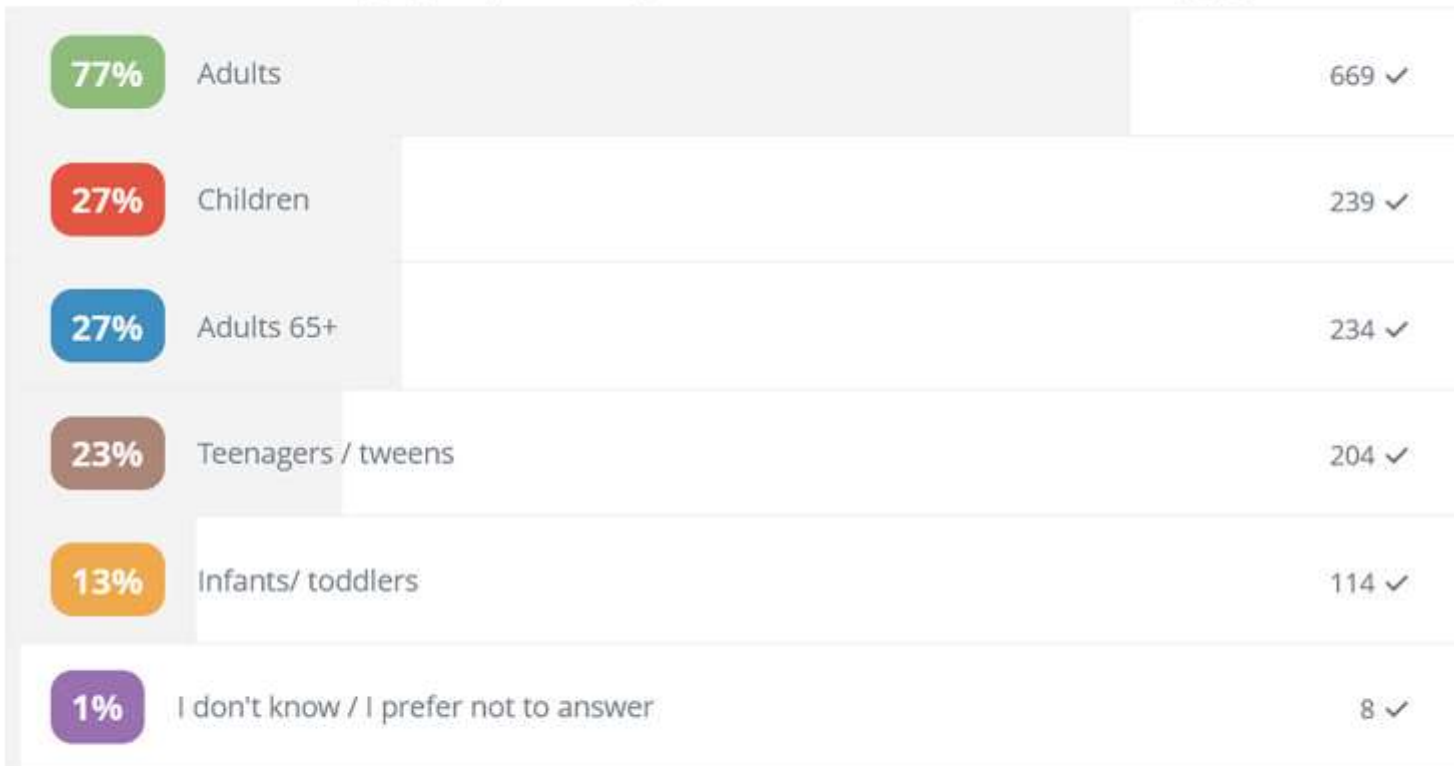 77% Adults 669 ✓
27% Children 239 ✓
27% Adults 65+ 234 ✓
23% Teenagers / tweens 204 ✓
13% Infants/ toddlers 114 ✓
1% I don't know / I prefer not to answer 8 ✓